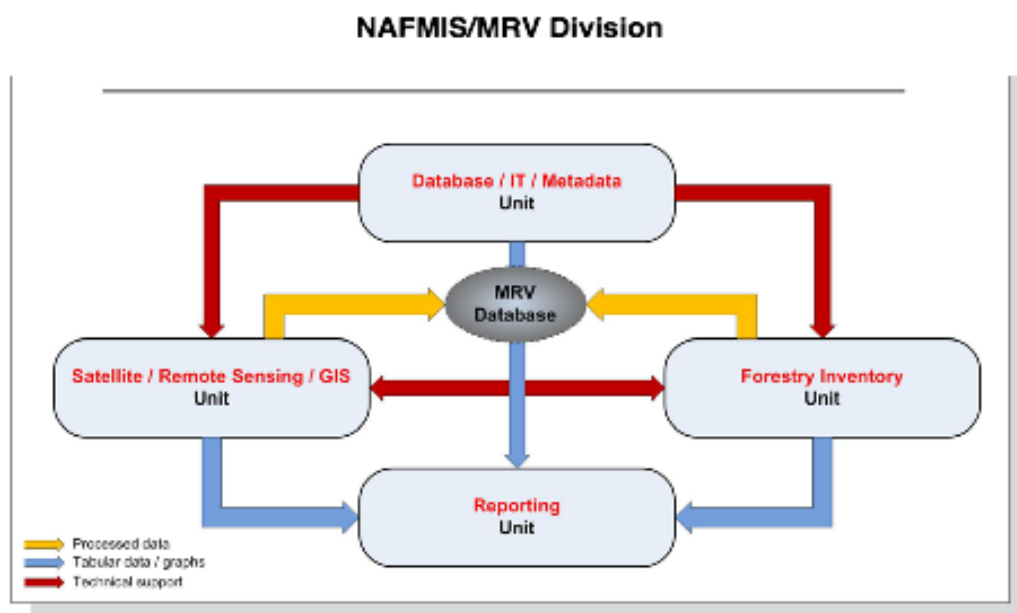 NAFMIS/MRV Division
Database / IT / Metadata
Unit
MRV
Database
Satellite / Remote Sensing / GIS
Unit
Forestry Inventory
Unit
Reporting
Unit
Processed data
Tabular data / graphs
Technical support